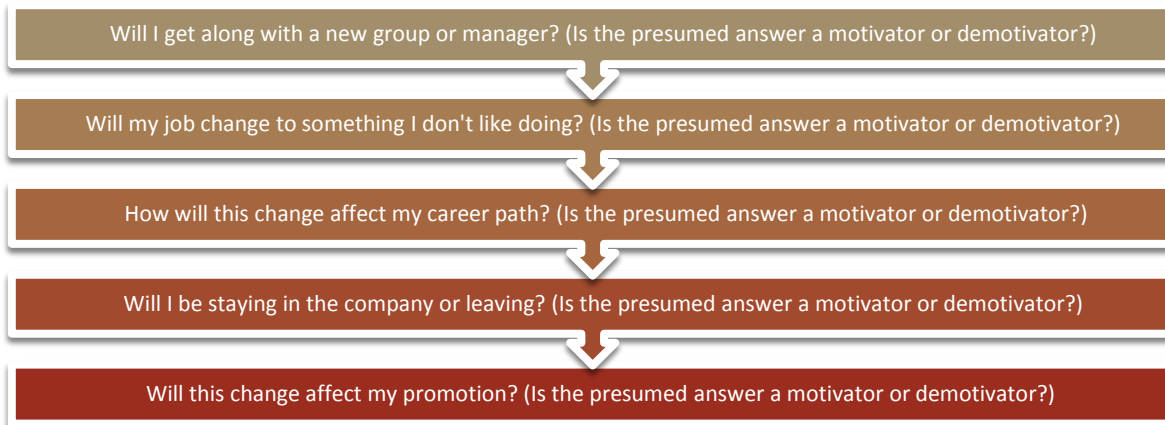 Will I get along with a new group or manager? (Is the presumed answer a motivator or demotivator?)
Will my job change to something I don't like doing? (Is the presumed answer a motivator or demotivator?)
How will this change affect my career path? (Is the presumed answer a motivator or demotivator?)
Will I be staying in the company or leaving? (Is the presumed answer a motivator or demotivator?)
Will this change affect my promotion? (Is the presumed answer a motivator or demotivator?)